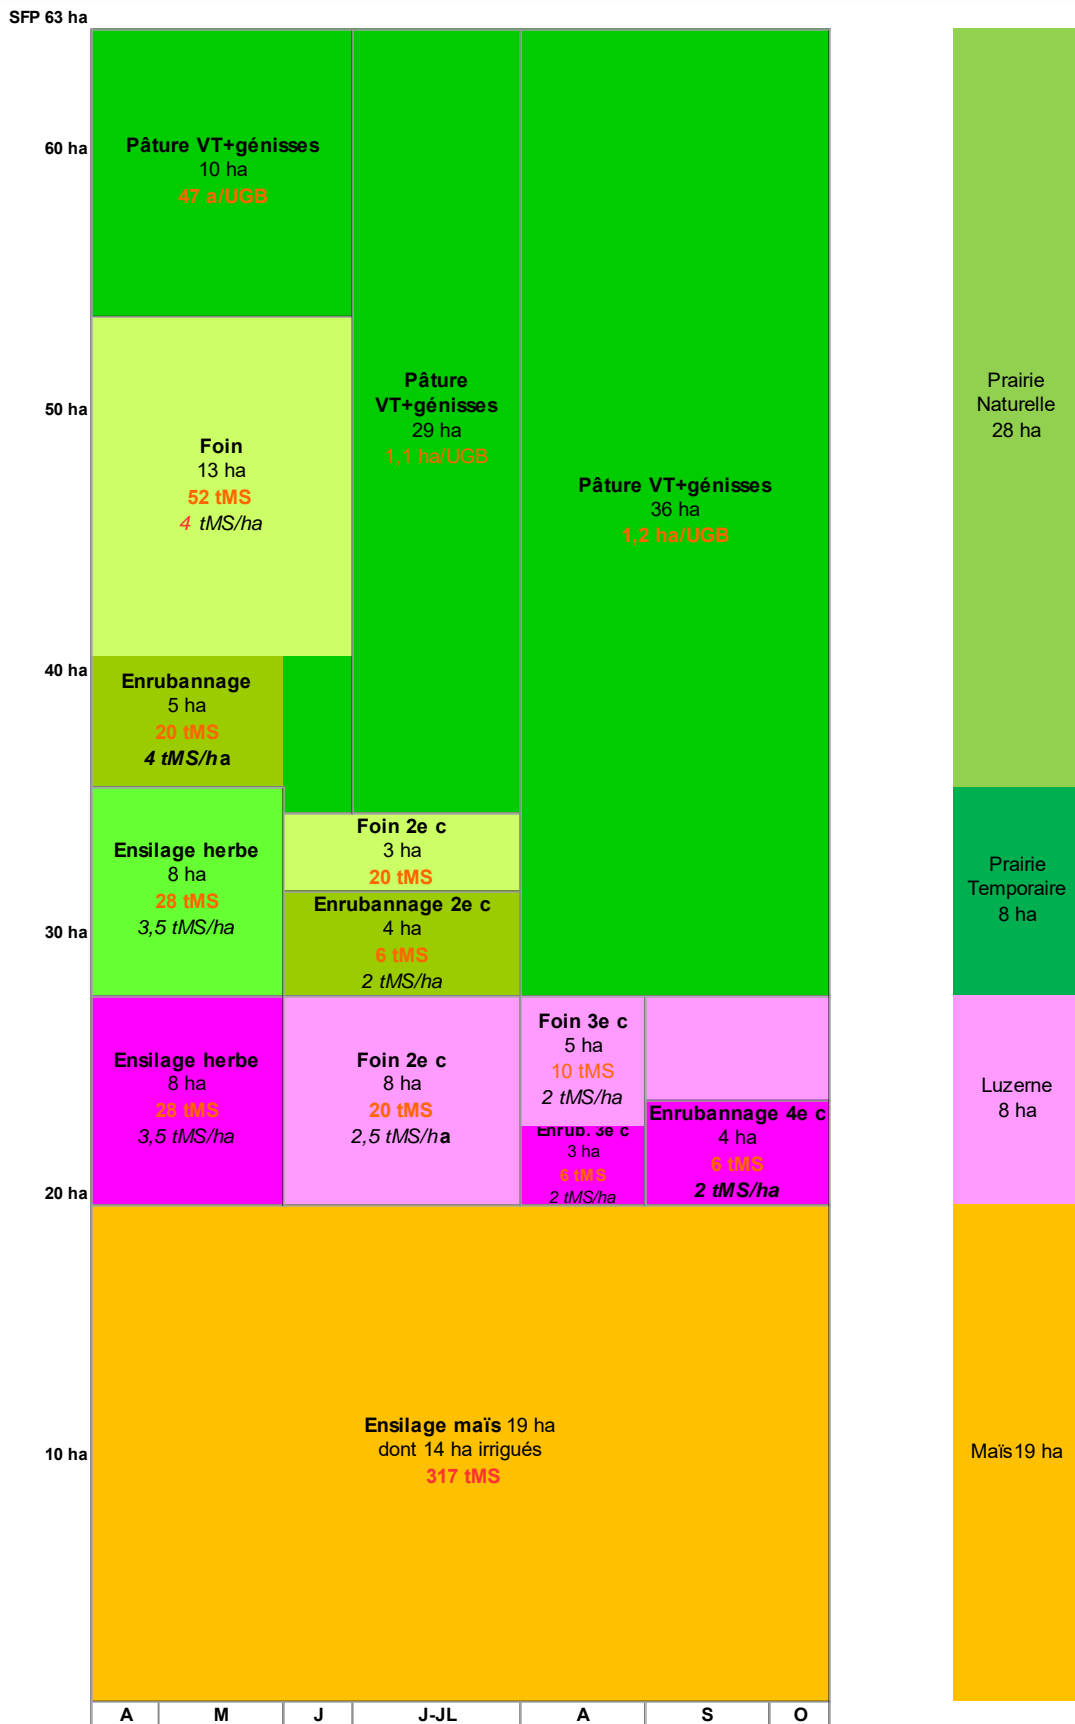 SFP 63 ha
60 ha
50 ha
40 ha
30 ha
20 ha
10 ha
Pâture VT+génisses
10 ha
47 a/UGB
Foin
13 ha
52 tMS
4 tMS/ha
Enrubannage
5 ha
20 tMS
4 tMS/ha
Pâture
VT+génisses
29 ha
1,1 ha/UGB
Pâture VT+génisses
36 ha
1,2 ha/UGB
Ensilage herbe
8 ha
28 tMS
3,5 tMS/ha
Foin 2e c
3 ha
20 tMS
Enrubannage 2e c
4 ha
6 tMS
2 tMS/ha
Ensilage herbe
8 ha
28 tMS
3,5 tMS/ha
Foin 2e c
8 ha
20 tMS
2,5 tMS/ha
Foin 3e c
5 ha
10 tMS
2 tMS/ha
Enrub. 3e c
3 ha
6 tMS
2 tMS/ha
Enrubannage 4e c
4 ha
6 tMS
2 tMS/ha
Ensilage maïs 19 ha
dont 14 ha irrigués
317 tMS
Prairie
Naturelle
28 ha
Prairie
Temporaire
8 ha
Luzerne
8 ha
Maïs19 ha
A M J J-JL A S O